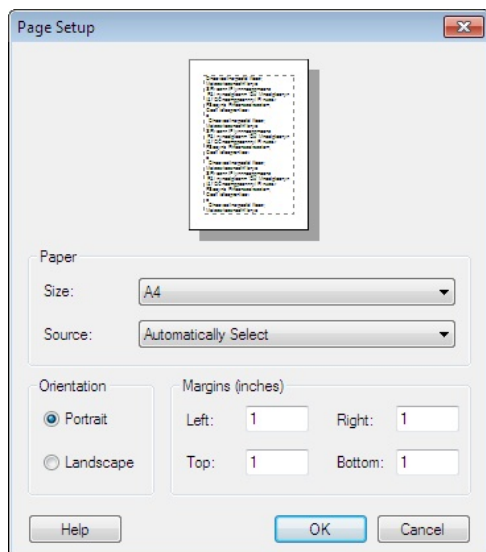 Page Setup
Paper
Size: A4
Source: Automatically Select
Orientation
Portrait
Landscape
Margins (inches)
Left: 1 Right: 1
Top: 1 Bottom: 1
Help OK Cancel